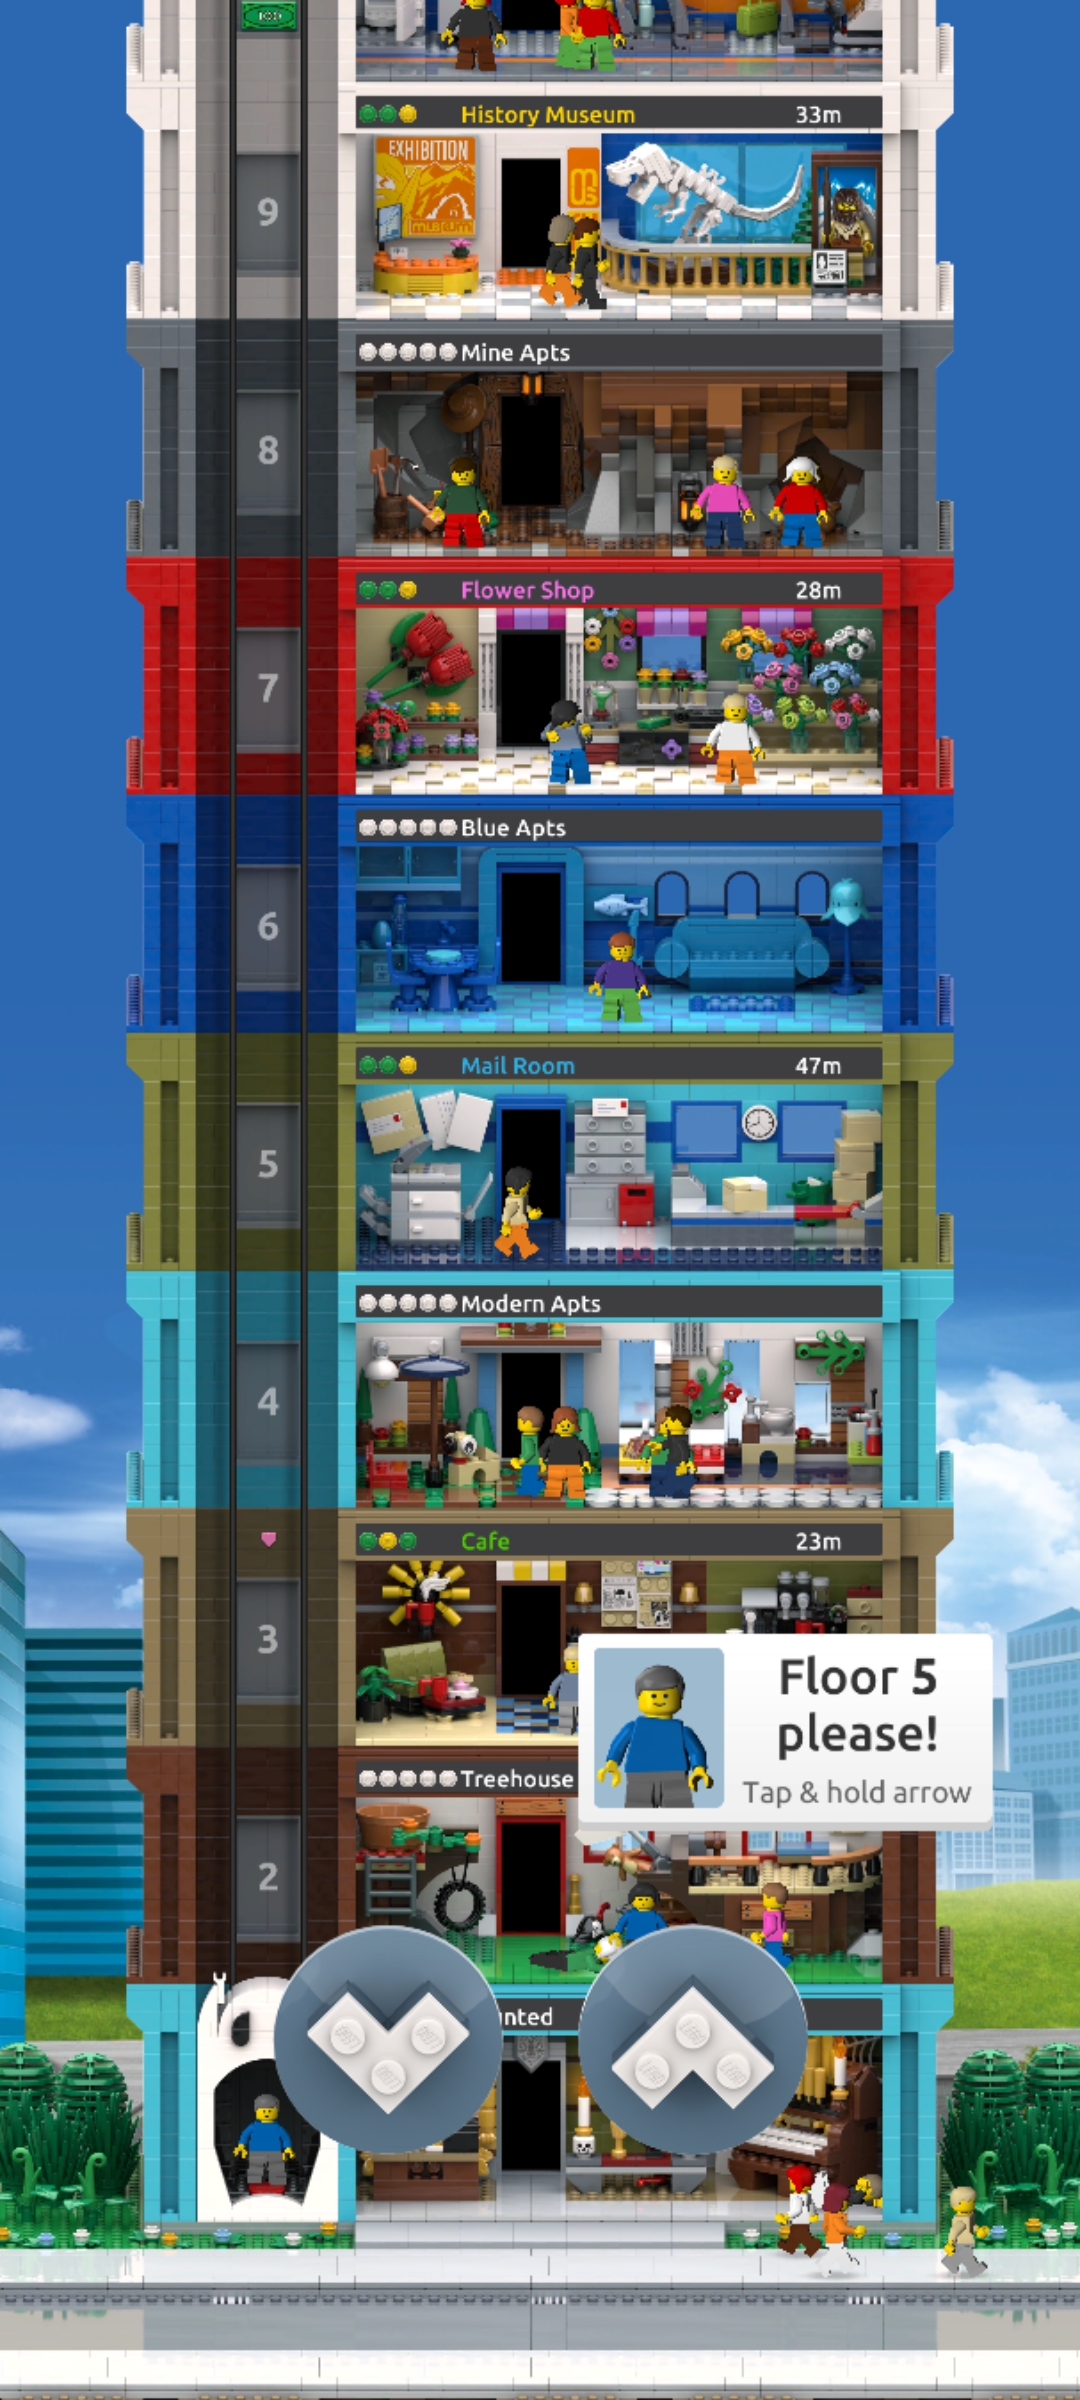 100
History Museum 33m
EXHIBITION
museum
9
Mine Apts
8
Flower Shop 28m
7
Blue Apts
6
Mail Room 47m
5
Modern Apts
4
Cafe 23m
3
Floor 5
please!
Tap & hold arrow
Treehouse
2
nted